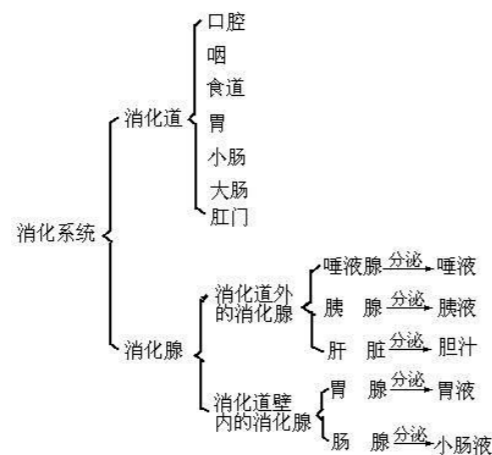 口腔
咽
食道
消化道
胃
小肠
大肠
肛门
消化系统
消化道外
的消化腺
唾液腺 分泌 唾液
胰 腺 分泌 胰液
肝 脏 分泌 胆汁
消化腺
消化道壁
内的消化腺
胃 腺 分泌 胃液
肠 腺 分泌 小肠液